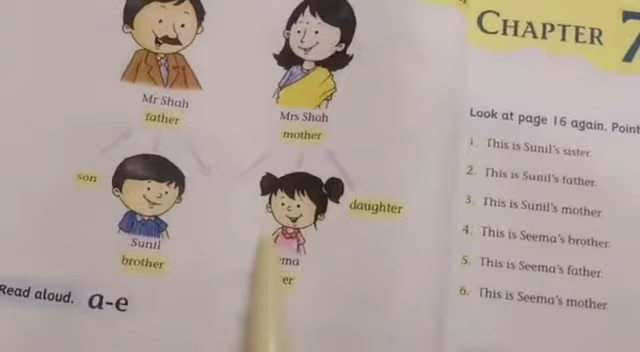 Mr Shah
father
Mrs Shah
mother
son
daughter
Sunil
brother
Read aloud. a-e
CHAPTER 7
Look at page 16 again. Point
1. This is Sunil's sister
2. This is Sunil's father.
3. This is Sunil's mother
4. This is Seema's brother
5. This is Seema's father.
6. This is Seema's mother